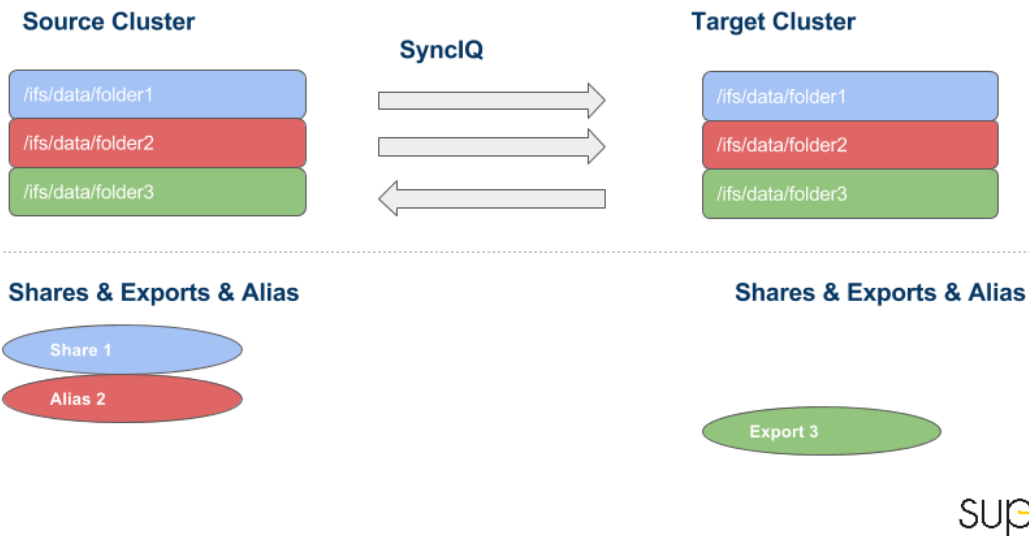 Source Cluster
SyncIQ
Target Cluster
/ifs/data/folder1
/ifs/data/folder2
/ifs/data/folder3
/ifs/data/folder1
/ifs/data/folder2
/ifs/data/folder3
Shares & Exports & Alias
Shares & Exports & Alias
Share 1
Alias 2
Export 3